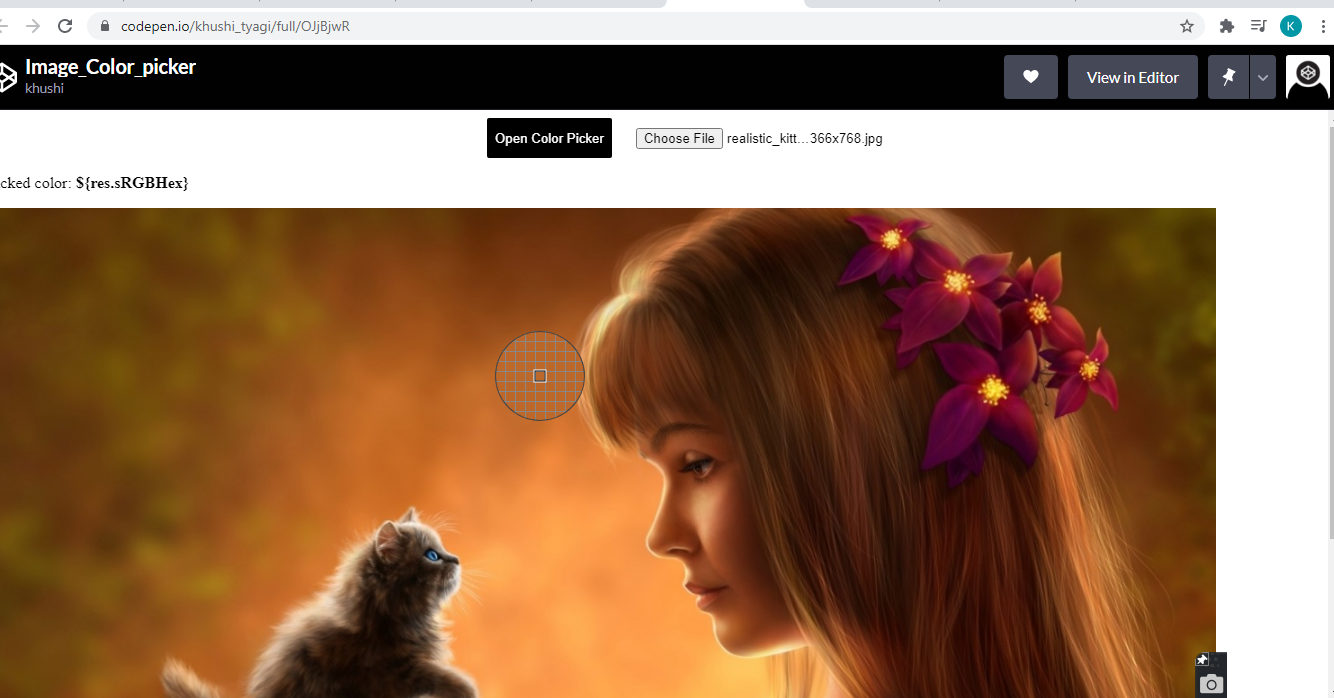 codepen.io/khushi_tyagi/full/OJjBjwR
K
Image_Color_picker
khushi
View in Editor
Open Color Picker
Choose File realistic_kitt...366x768.jpg
cked color: ${res.sRGBHex}